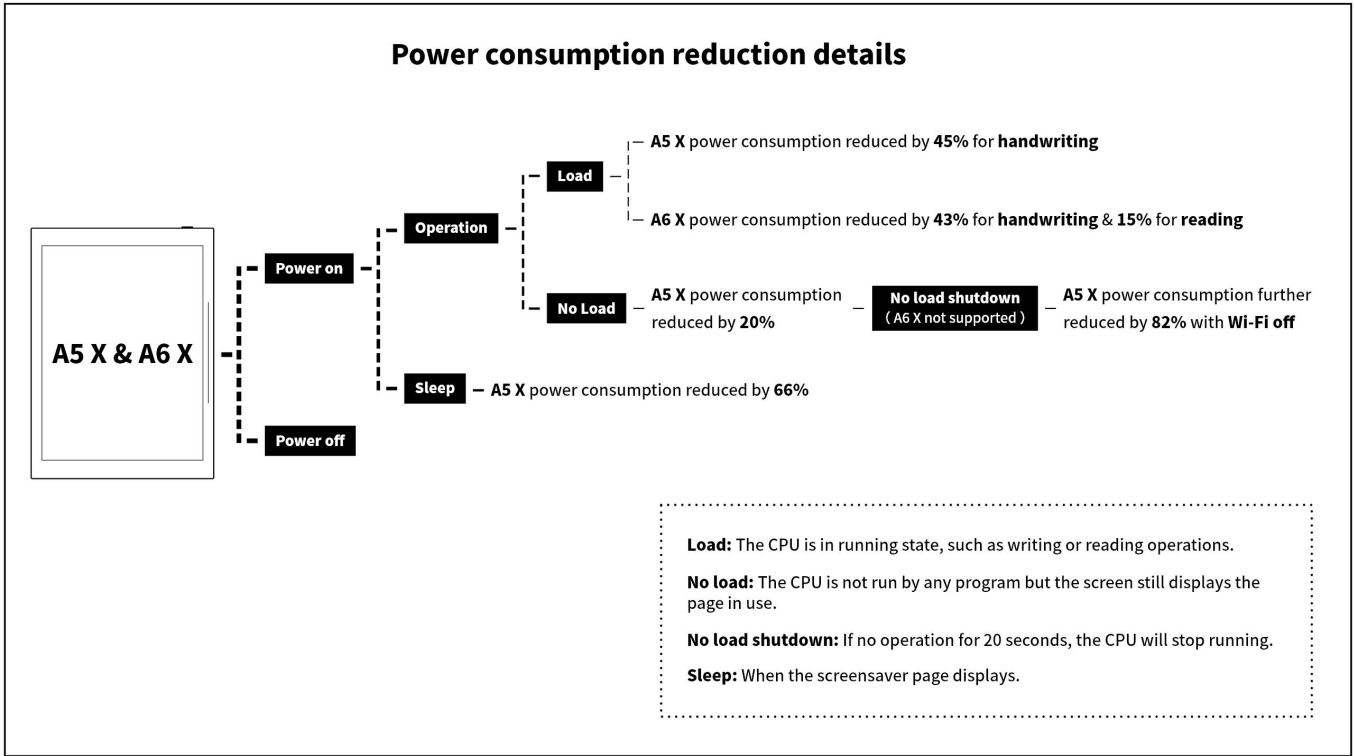 Power consumption reduction details
A5 X & A6 X
Power on
Power off
Operation
Sleep
Load
No Load
A5 X power consumption reduced by 45% for handwriting
A6 X power consumption reduced by 43% for handwriting & 15% for reading
A5 X power consumption
reduced by 20%
No load shutdown
( A6 X not supported )
A5 X power consumption further
reduced by 82% with Wi-Fi off
A5 X power consumption reduced by 66%
Load: The CPU is in running state, such as writing or reading operations.
No load: The CPU is not run by any program but the screen still displays the
page in use.
No load shutdown: If no operation for 20 seconds, the CPU will stop running.
Sleep: When the screensaver page displays.